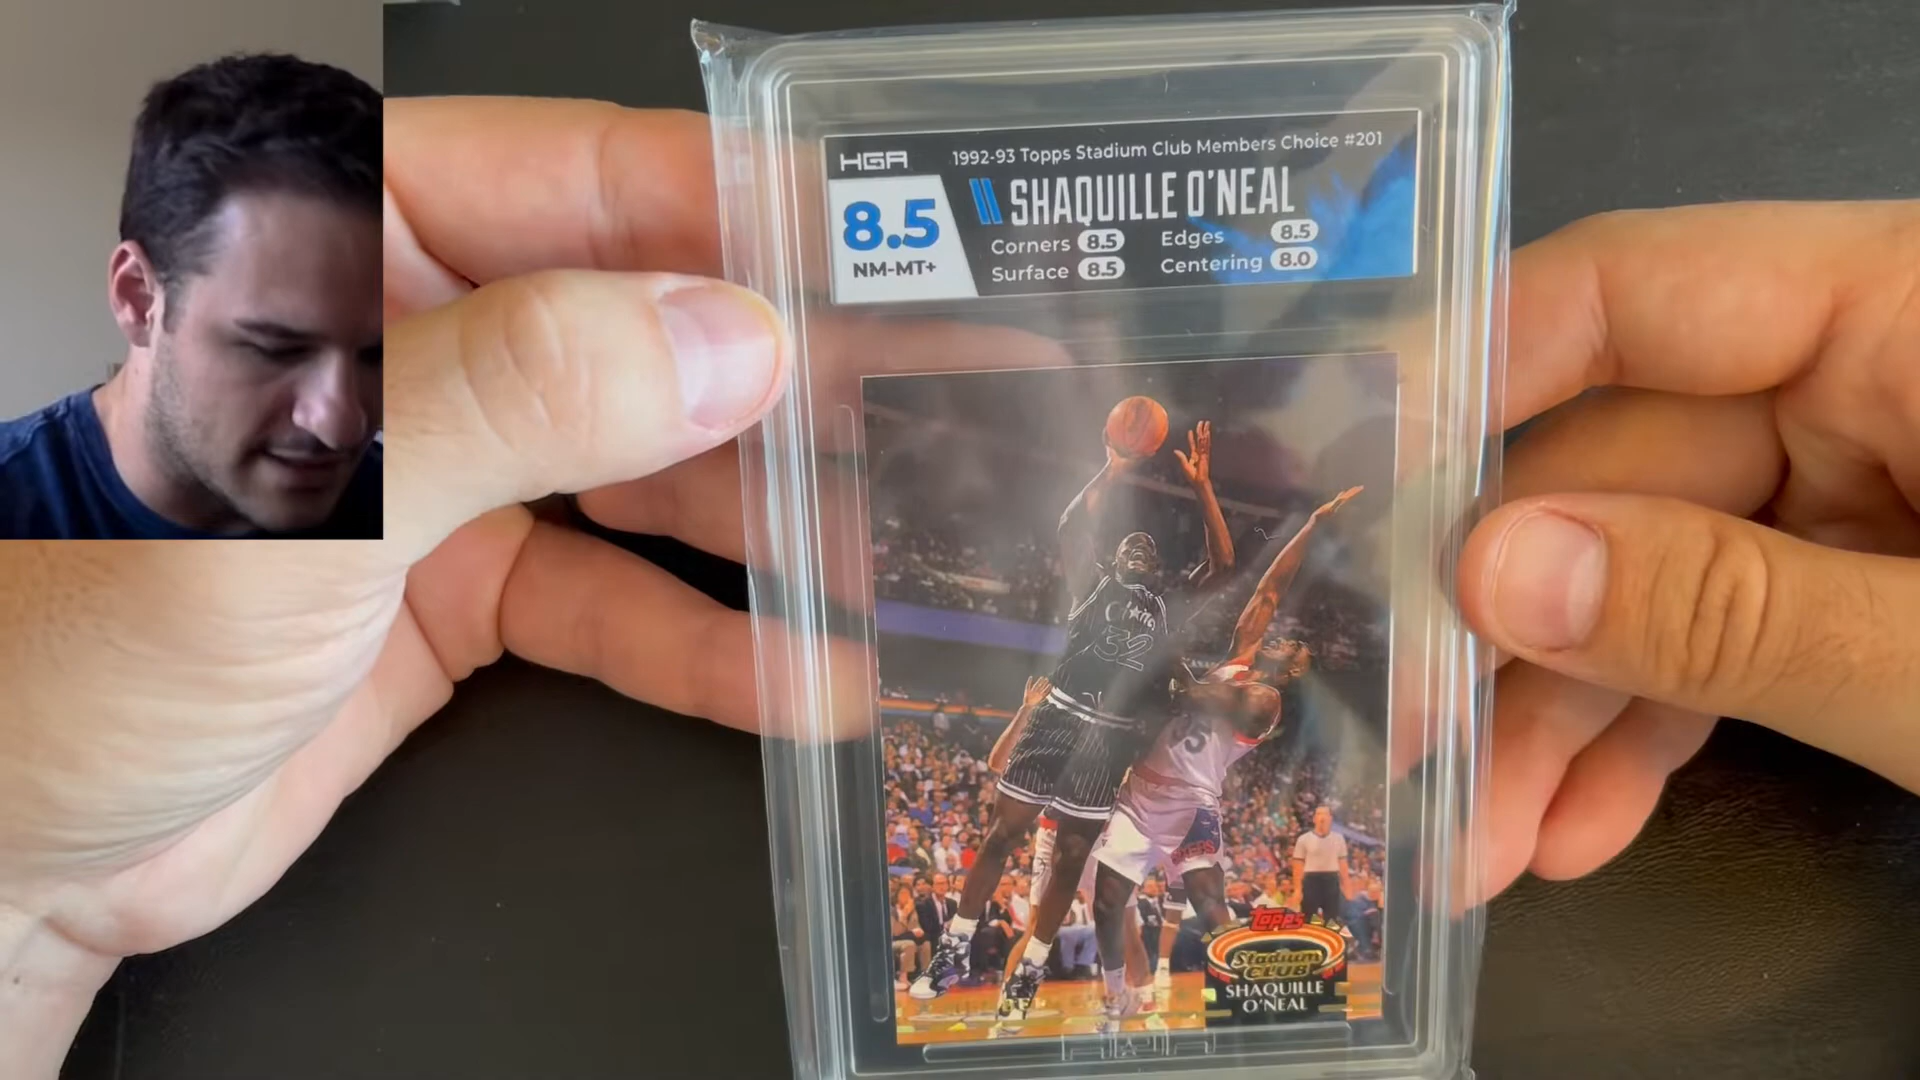 HGA
1992-93 Topps Stadium Club Members Choice #201
SHAQUILLE O'NEAL
8.5
NM-MT+
Corners 8.5
Edges 8.5
Surface 8.5
Centering 8.0
32
Topps
Stadium
CLUB
SHAQUILLE
O'NEAL